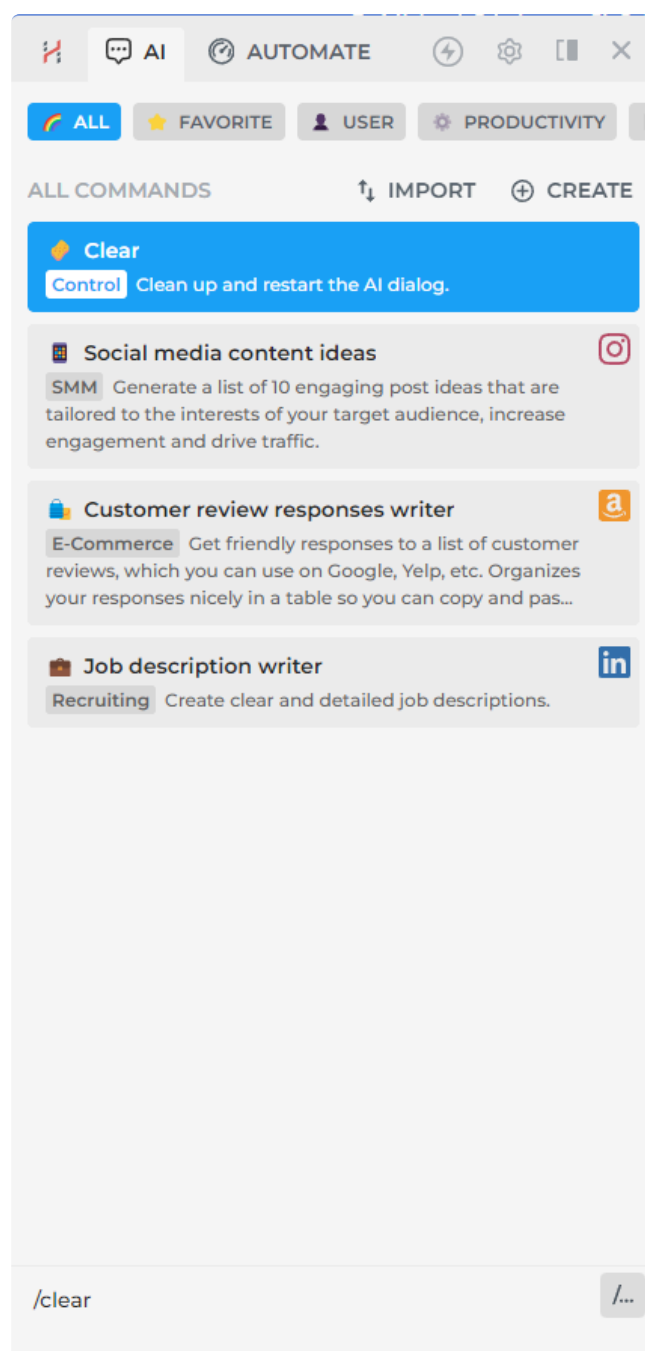 AI AUTOMATE
ALL FAVORITE USER PRODUCTIVITY
ALL COMMANDS IMPORT CREATE
Clear
Control Clean up and restart the AI dialog.
Social media content ideas
SMM Generate a list of 10 engaging post ideas that are
tailored to the interests of your target audience, increase
engagement and drive traffic.
Customer review responses writer
E-Commerce Get friendly responses to a list of customer
reviews, which you can use on Google, Yelp, etc. Organizes
your responses nicely in a table so you can copy and pas...
Job description writer
in
Recruiting Create clear and detailed job descriptions.
/clear /...